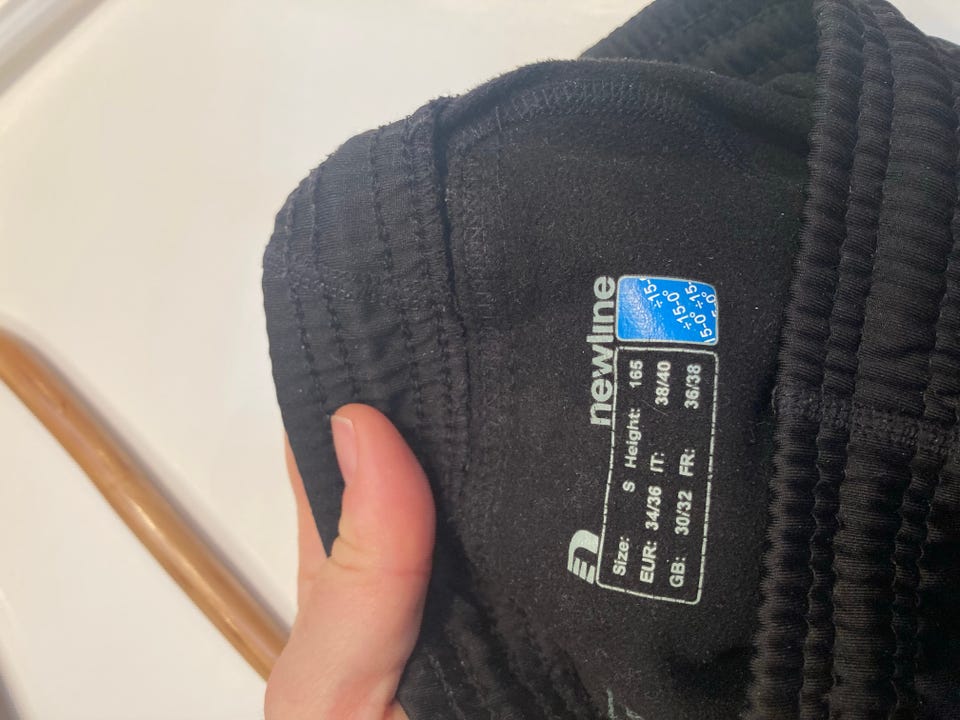 newline
Size: S Height: 165
EUR: 34/36 IT: 38/40
GB: 30/32 FR: 36/38
+15-
+15-0°
+15-0°+15-